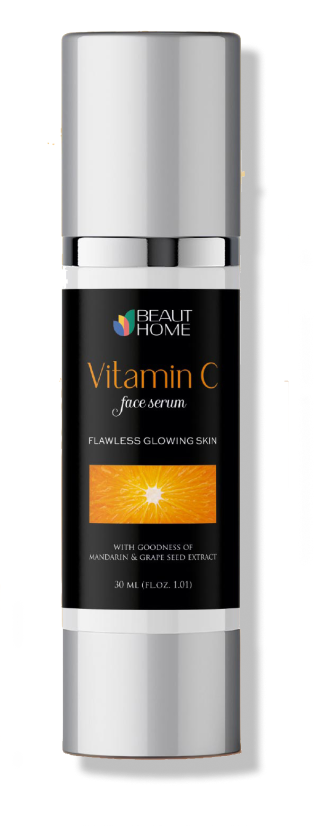 BEAUT
HOME
Vitamin C
face serum
FLAWLESS GLOWING SKIN
WITH GOODNESS OF
MANDARIN & GRAPE SEED EXTRACT
30 ML (FL.OZ. 1.01)